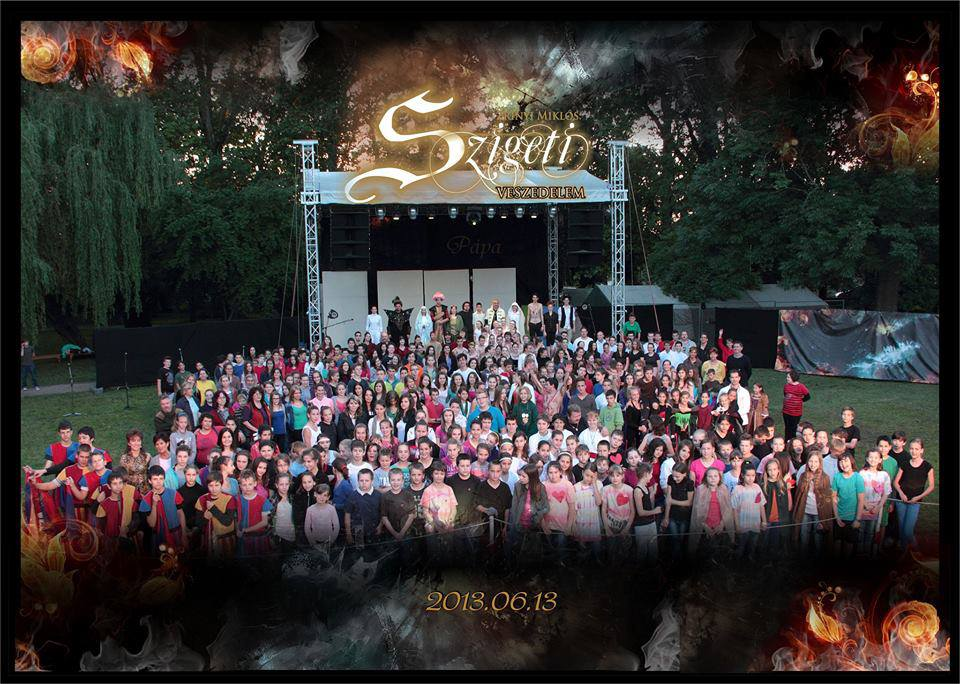 Zrínyi Miklós:
Szigeti
VESZEDELEM
Pápa
2013.06.13